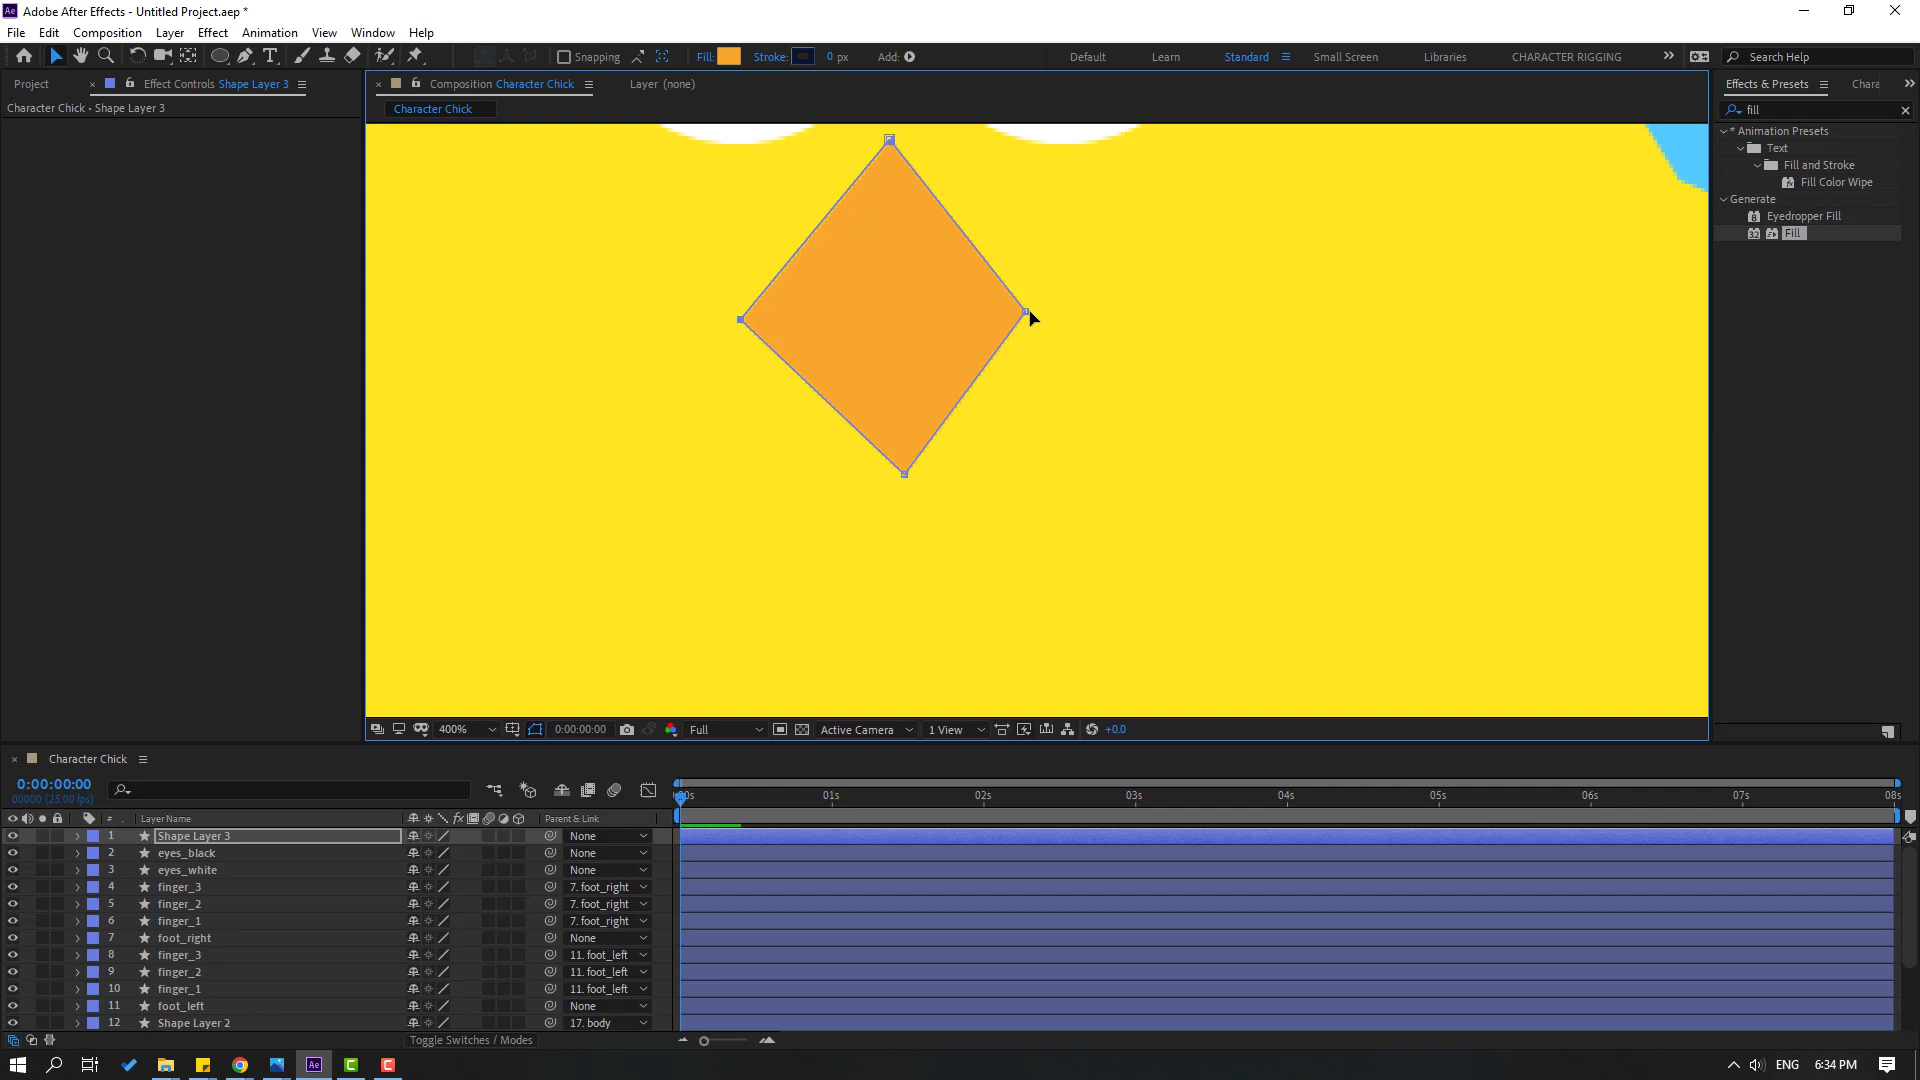 Adobe After Effects - Untitled Project.aep *
File Edit Composition Layer Effect Animation View Window Help
Snapping Fill: Stroke: 0 px Add: Default Learn Standard Small Screen Libraries CHARACTER RIGGING Search Help
Project Effect Controls Shape Layer 3 Composition Character Chick Layer (none) Effects & Presets Chara
Character Chick • Shape Layer 3
Character Chick
fill
* Animation Presets
Text
Fill and Stroke
Fill Color Wipe
Generate
Eyedropper Fill
Fill
400% 0:00:00:00 Full Active Camera 1 View +0.0
Character Chick
0:00:00:00
00000 (25.00 fps)
00s 01s 02s 03s 04s 05s 06s 07s 08s
# Layer Name Parent & Link
1 Shape Layer 3 None
2 eyes_black None
3 eyes_white None
4 finger_3 7. foot_right
5 finger_2 7. foot_right
6 finger_1 7. foot_right
7 foot_right None
8 finger_3 11. foot_left
9 finger_2 11. foot_left
10 finger_1 11. foot_left
11 foot_left None
12 Shape Layer 2 17. body
Toggle Switches / Modes
ENG 6:34 PM